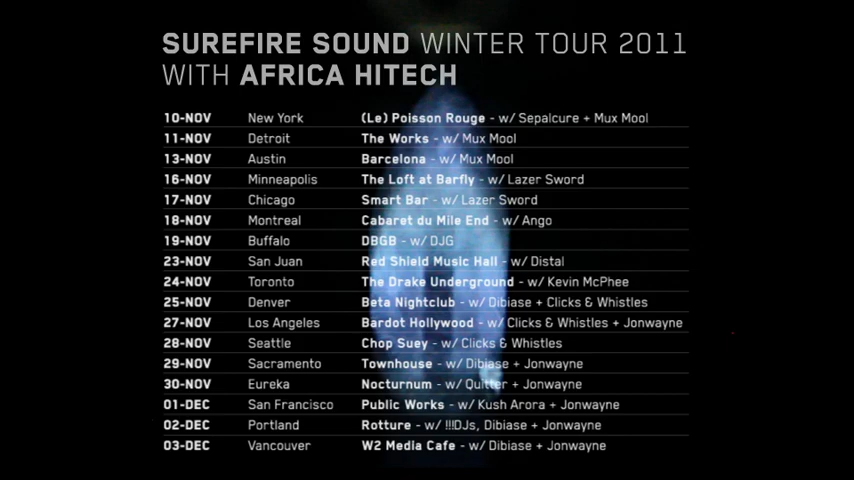 SUREFIRE SOUND WINTER TOUR 2011
WITH AFRICA HITECH
10-NOV New York (Le) Poisson Rouge - w/ Sepalcure + Mux Mool
11-NOV Detroit The Works - w/ Mux Mool
13-NOV Austin Barcelona - w/ Mux Mool
16-NOV Minneapolis The Loft at Barfly - w/ Lazer Sword
17-NOV Chicago Smart Bar - w/ Lazer Sword
18-NOV Montreal Cabaret du Mile End - w/ Ango
19-NOV Buffalo DBGB - w/ DJG
23-NOV San Juan Red Shield Music Hall - w/ Distal
24-NOV Toronto The Drake Underground - w/ Kevin McPhee
25-NOV Denver Beta Nightclub - w/ Dibiase + Clicks & Whistles
27-NOV Los Angeles Bardot Hollywood - w/ Clicks & Whistles + Jonwayne
28-NOV Seattle Chop Suey - w/ Clicks & Whistles
29-NOV Sacramento Townhouse - w/ Dibiase + Jonwayne
30-NOV Eureka Nocturnum - w/ Quitter + Jonwayne
01-DEC San Francisco Public Works - w/ Kush Arora + Jonwayne
02-DEC Portland Rotture - w/ !!!DJs, Dibiase + Jonwayne
03-DEC Vancouver W2 Media Cafe - w/ Dibiase + Jonwayne